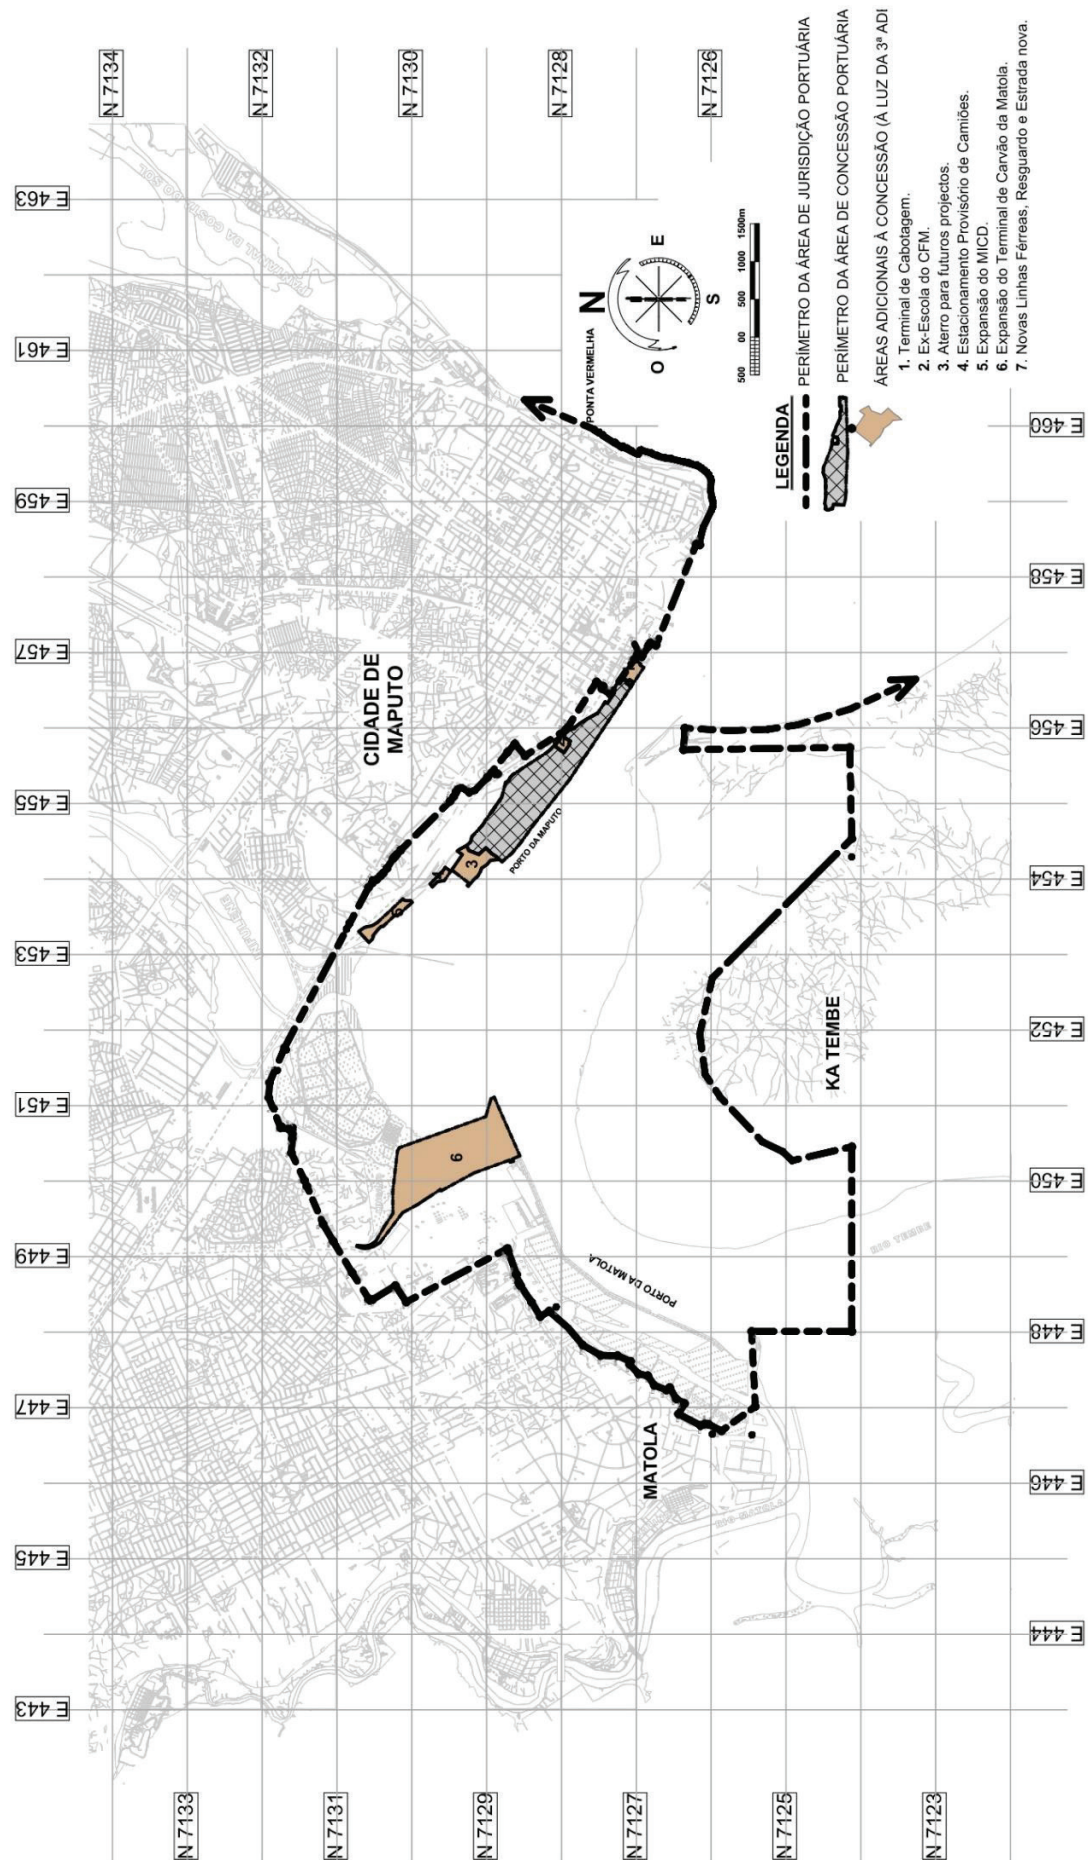 N 7134
N 7132
N 7130
N 7128
N 7126
E 463
E 461
E 459
E 457
E 455
E 453
E 451
E 449
E 447
E 445
E 443
E 460
E 458
E 456
E 454
E 452
E 450
E 448
E 446
E 444
N 7133
N 7131
N 7129
N 7127
N 7125
N 7123
CIDADE DE
MAPUTO
PONTA VERMELHA
PORTO DA MAPUTO
PORTO DA MATOLA
MATOLA
KA TEMBE
RIO TEMBE
3
6
N
O E
S
500 00 500 1000 1500m
LEGENDA
PERÍMETRO DA ÁREA DE JURISDIÇÃO PORTUÁRIA
PERÍMETRO DA ÁREA DE CONCESSÃO PORTUÁRIA
ÁREAS ADICIONAIS À CONCESSÃO (À LUZ DA 3ª ADI
1. Terminal de Cabotagem.
2. Ex-Escola do CFM.
3. Aterro para futuros projectos.
4. Estacionamento Provisório de Camiões.
5. Expansão do MICD.
6. Expansão do Terminal de Carvão da Matola.
7. Novas Linhas Férreas, Resguardo e Estrada nova.